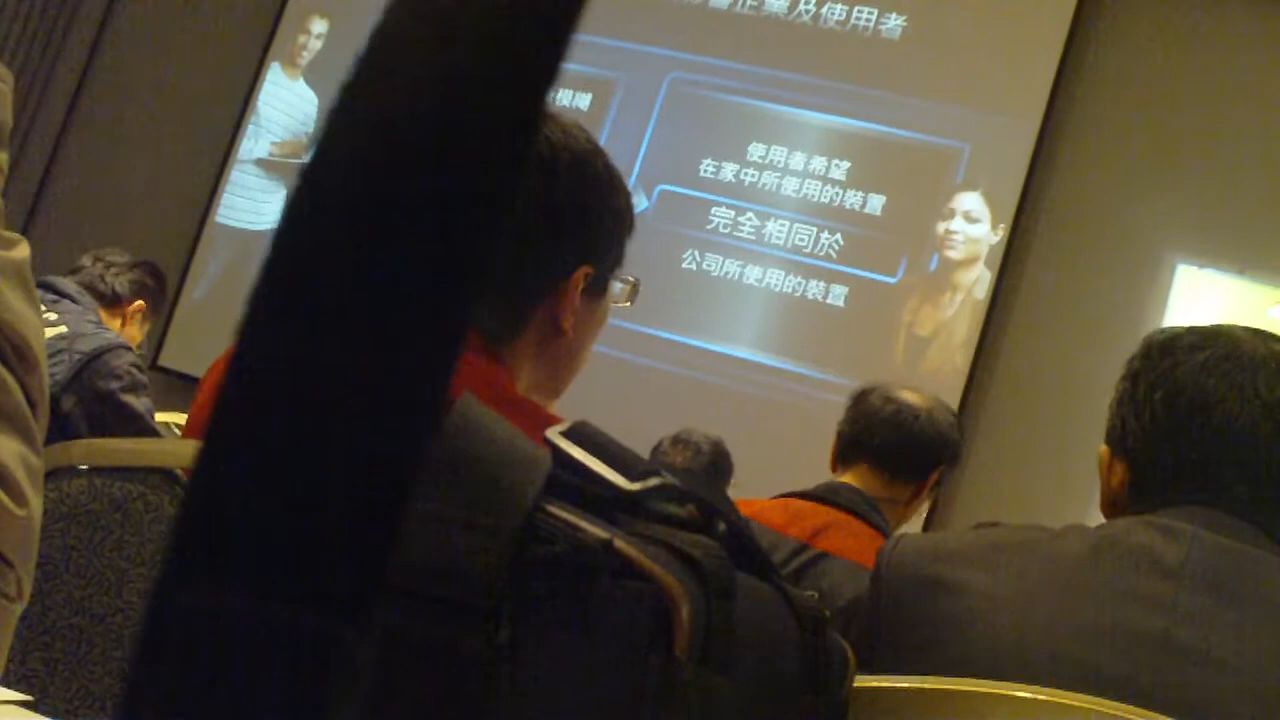 企業及使用者
模糊
使用者希望
在家中所使用的裝置
完全相同於
公司所使用的裝置